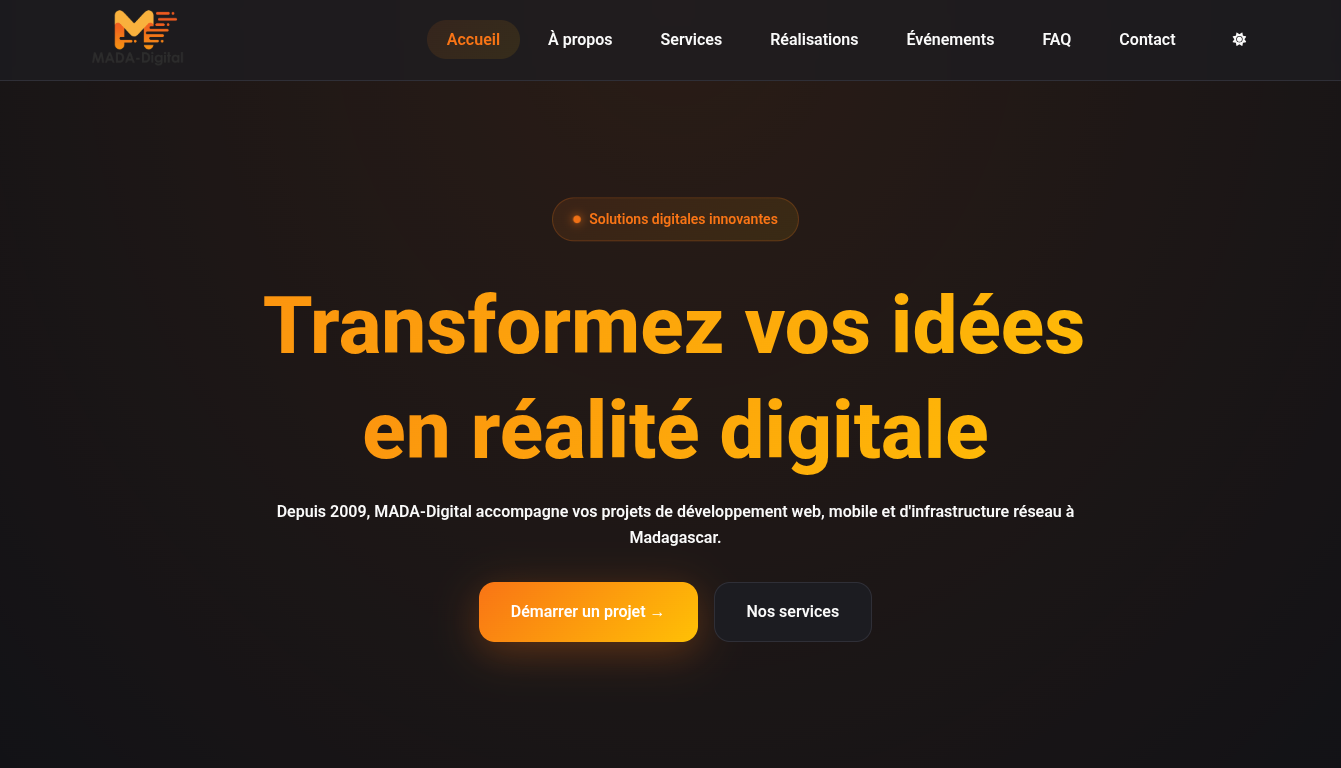 MADA-Digital
Accueil
À propos
Services
Réalisations
Événements
FAQ
Contact
Solutions digitales innovantes
Transformez vos idées
en réalité digitale
Depuis 2009, MADA-Digital accompagne vos projets de développement web, mobile et d'infrastructure réseau à
Madagascar.
Démarrer un projet →
Nos services